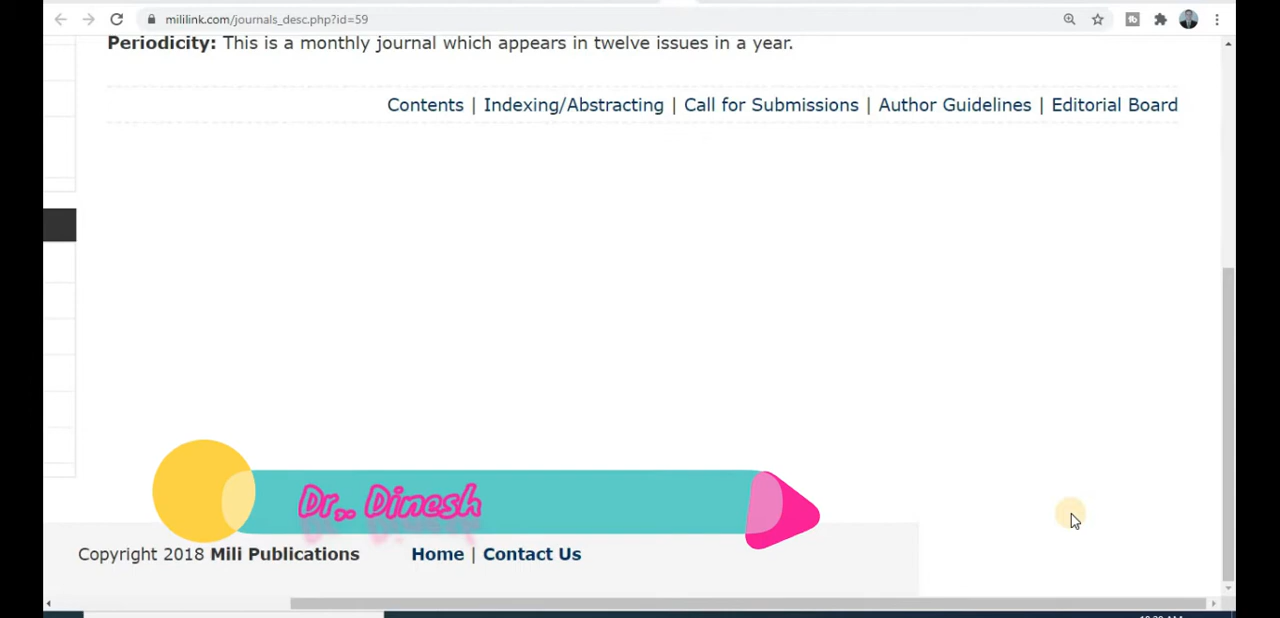 mililink.com/journals_desc.php?id=59
Periodicity: This is a monthly journal which appears in twelve issues in a year.
Contents | Indexing/Abstracting | Call for Submissions | Author Guidelines | Editorial Board
Dr.. Dinesh
Copyright 2018 Mili Publications Home | Contact Us